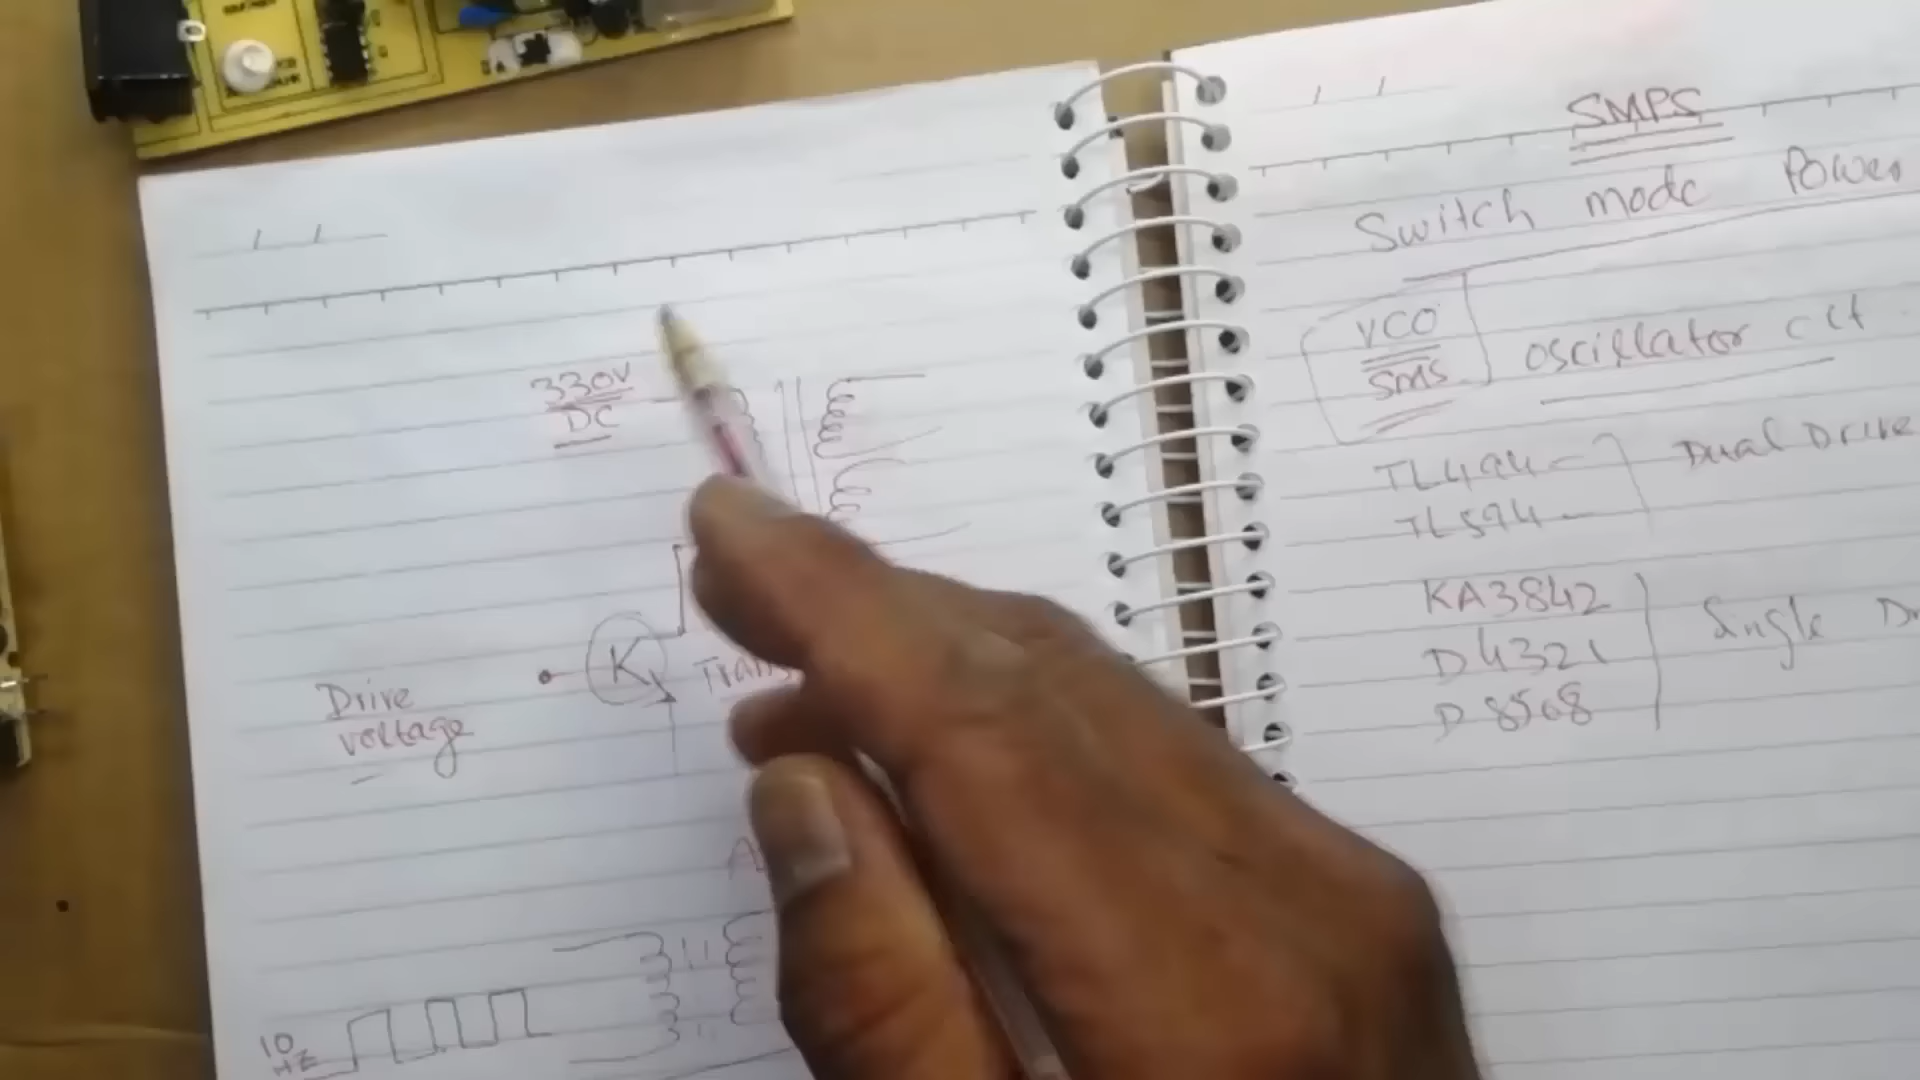 330V
DC
Drive
voltage
K
10
HZ
SMPS
Switch mode Power
VCO
SMS
oscillator cct
TL494
TL594
Dual Drive
KA3842
D4321
D8568
Single